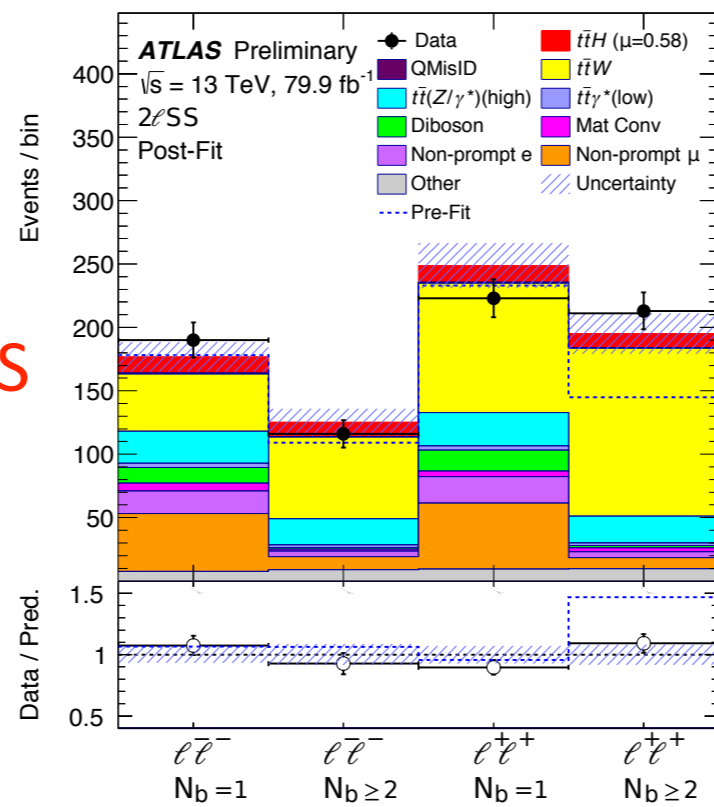 ATLAS Preliminary
√s = 13 TeV, 79.9 fb⁻¹
2ℓSS
Post-Fit
Data
tt̄H (μ=0.58)
QMisID
tt̄W
tt̄(Z/γ*)(high)
tt̄γ*(low)
Diboson
Mat Conv
Non-prompt e
Non-prompt μ
Other
Uncertainty
Pre-Fit
Events / bin
400
350
300
250
200
150
100
50
S
Data / Pred.
1.5
1
0.5
ℓ⁻ℓ⁻ ℓ⁻ℓ⁻ ℓ⁺ℓ⁺ ℓ⁺ℓ⁺
N_b = 1 N_b ≥ 2 N_b = 1 N_b ≥ 2